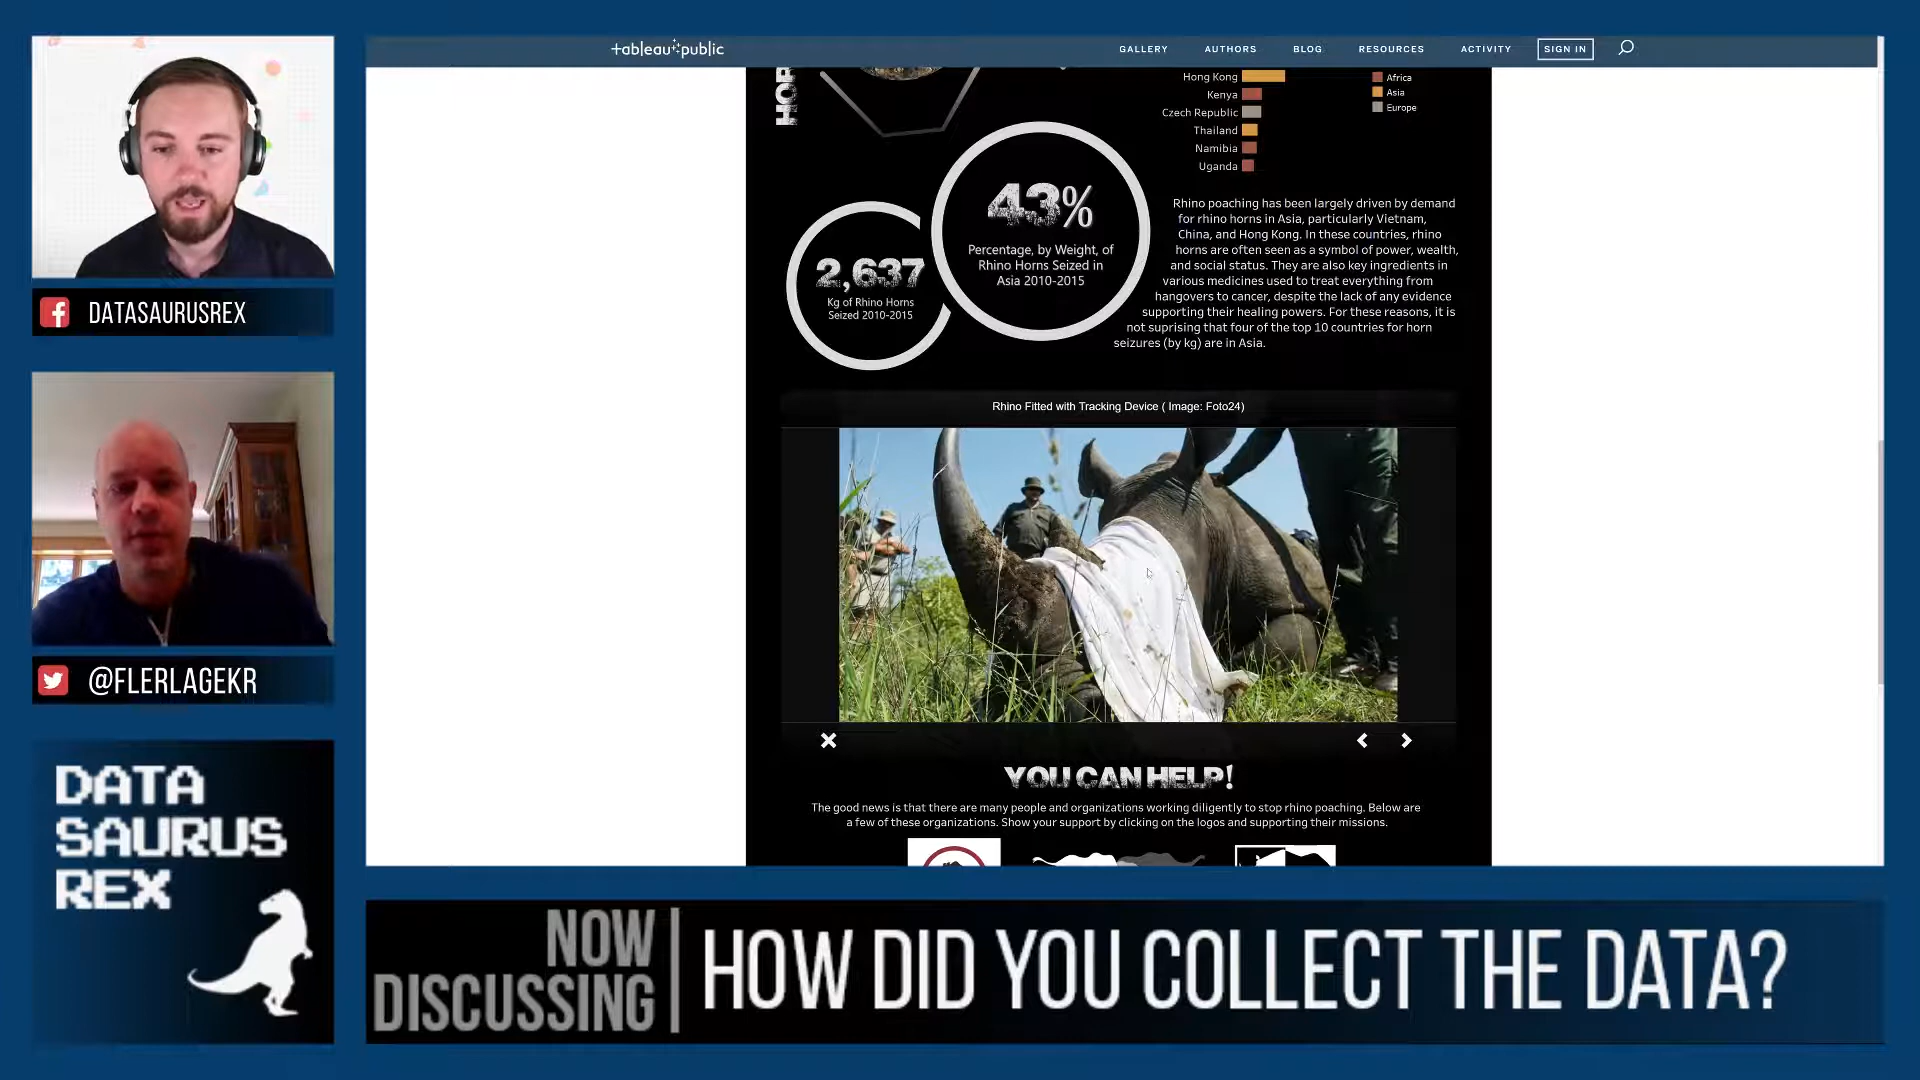 tableau public
GALLERY
AUTHORS
BLOG
RESOURCES
ACTIVITY
SIGN IN
Hong Kong
Kenya
Czech Republic
Thailand
Namibia
Uganda
Africa
Asia
Europe
43%
Percentage, by Weight, of
Rhino Horns Seized in
Asia 2010-2015
2,637
Kg of Rhino Horns
Seized 2010-2015
Rhino poaching has been largely driven by demand
for rhino horns in Asia, particularly Vietnam,
China, and Hong Kong. In these countries, rhino
horns are often seen as a symbol of power, wealth,
and social status. They are also key ingredients in
various medicines used to treat everything from
hangovers to cancer, despite the lack of any evidence
supporting their healing powers. For these reasons, it is
not suprising that four of the top 10 countries for horn
seizures (by kg) are in Asia.
Rhino Fitted with Tracking Device ( Image: Foto24)
YOU CAN HELP!
The good news is that there are many people and organizations working diligently to stop rhino poaching. Below are
a few of these organizations. Show your support by clicking on the logos and supporting their missions.
DATASAURUSREX
@FLERLAGEKR
DATA
SAURUS
REX
NOW
DISCUSSING
HOW DID YOU COLLECT THE DATA?